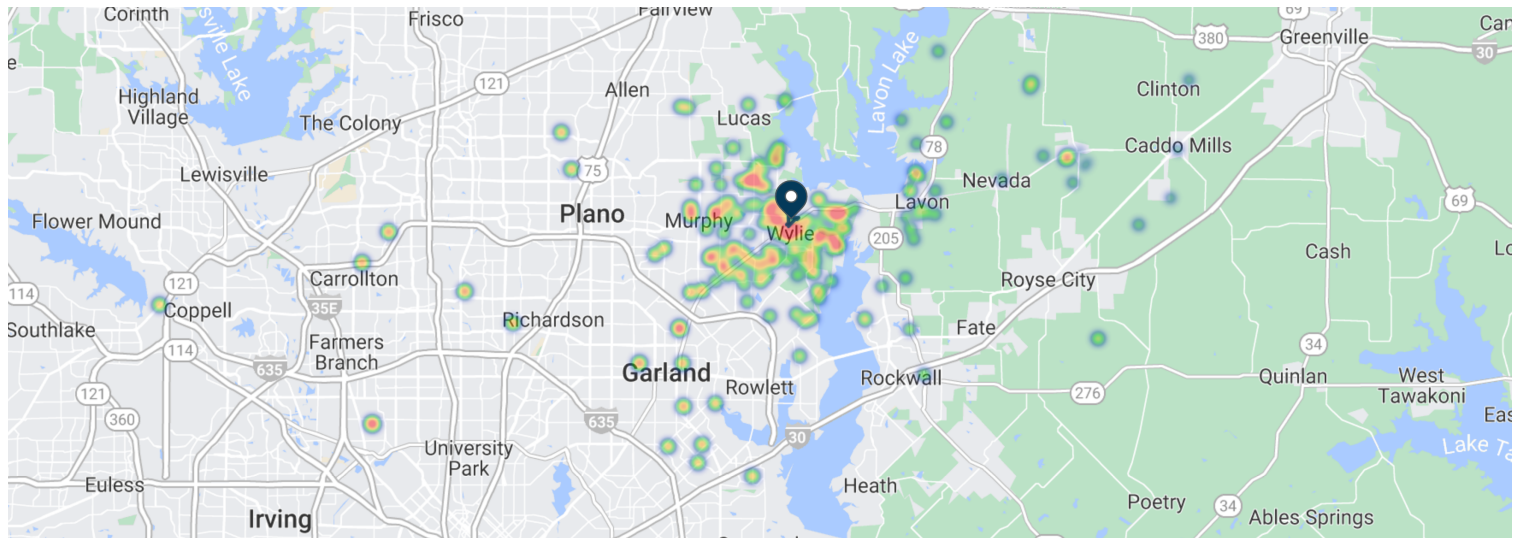 Corinth
Frisco
Fairview
69
380
Greenville
30
Lavon Lake
121
Allen
Clinton
Highland
Village
The Colony
Lucas
78
Caddo Mills
Lewisville
75
Nevada
69
Plano
Lavon
Flower Mound
Murphy
Wylie
205
Cash
Carrollton
Royse City
121
114
35E
Coppell
Richardson
Southlake
Fate
Farmers
Branch
34
114
635
Garland
Rowlett
Rockwall
Quinlan
West
Tawakoni
121
276
360
635
30
University
Park
Lake
Euless
Heath
Poetry
34
Irving
Ables Springs